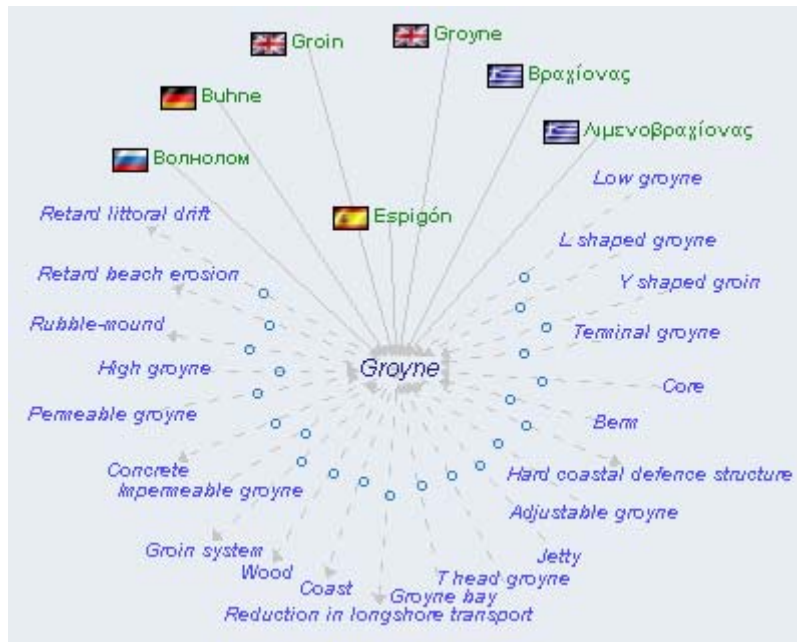 Groin
Groyne
Βραχίονας
Buhne
Λιμενοβραχίονας
Волнолом
Low groyne
Espigón
Retard littoral drift
L shaped groyne
Retard beach erosion
Y shaped groin
Rubble-mound
Terminal groyne
High groyne
Groyne
Core
Permeable groyne
Berm
Concrete
Hard coastal defence structure
Impermeable groyne
Adjustable groyne
Groin system
Jetty
Wood
T head groyne
Coast
Groyne bay
Reduction in longshore transport